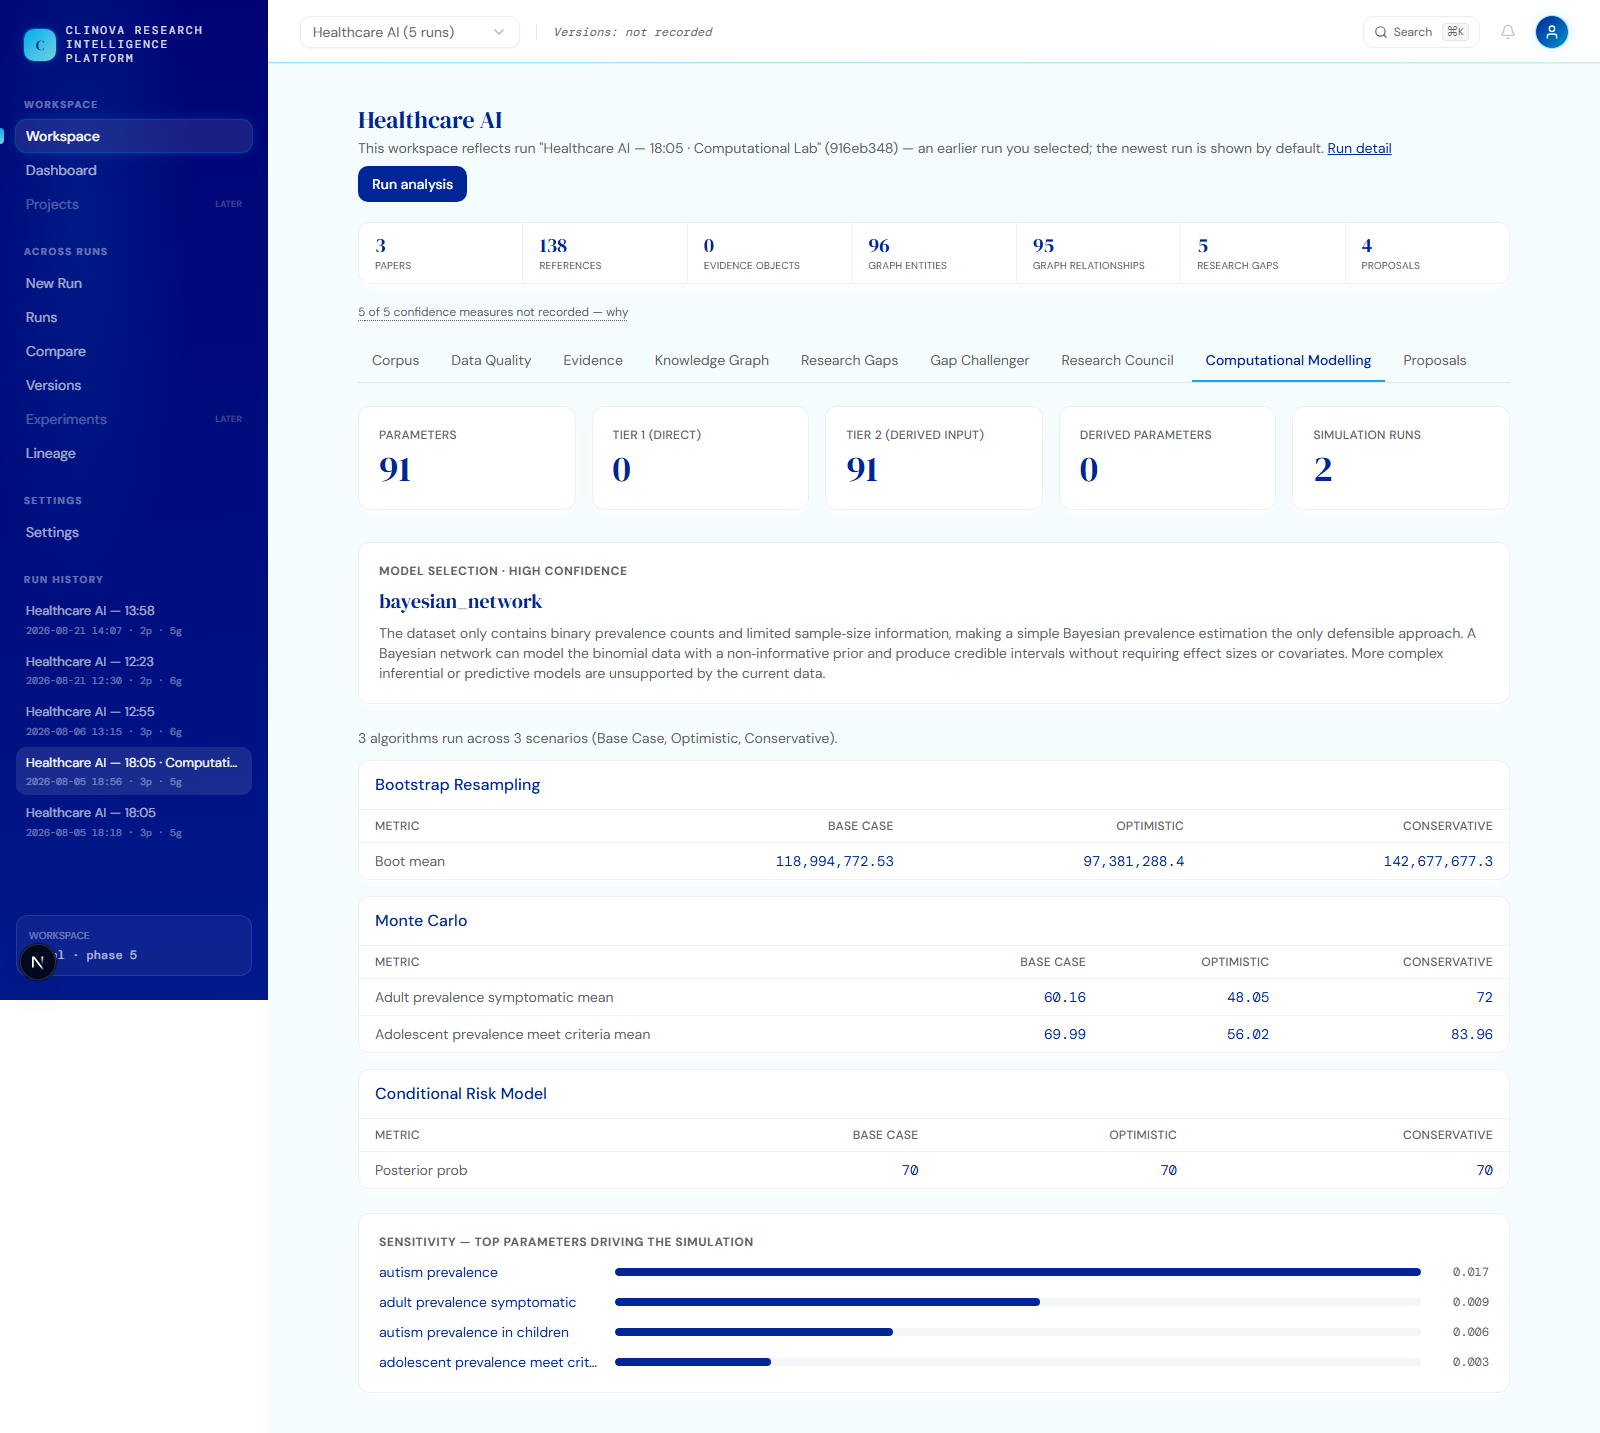 C
CLINOVA RESEARCH
INTELLIGENCE
PLATFORM
WORKSPACE
Workspace
Dashboard
Projects LATER
ACROSS RUNS
New Run
Runs
Compare
Versions
Experiments LATER
Lineage
SETTINGS
Settings
RUN HISTORY
Healthcare AI — 13:58
2026-08-21 14:07 · 2p · 5g
Healthcare AI — 12:23
2026-08-21 12:30 · 2p · 6g
Healthcare AI — 12:55
2026-08-06 13:15 · 3p · 6g
Healthcare AI — 18:05 · Computati...
2026-08-05 18:56 · 3p · 5g
Healthcare AI — 18:05
2026-08-05 18:18 · 3p · 5g
WORKSPACE
· phase 5
N
Healthcare AI (5 runs)
Versions: not recorded
Search ⌘K
Healthcare AI
This workspace reflects run "Healthcare AI — 18:05 · Computational Lab" (916eb348) — an earlier run you selected; the newest run is shown by default. Run detail
Run analysis
3 138 0 96 95 5 4
PAPERS REFERENCES EVIDENCE OBJECTS GRAPH ENTITIES GRAPH RELATIONSHIPS RESEARCH GAPS PROPOSALS
5 of 5 confidence measures not recorded — why
Corpus Data Quality Evidence Knowledge Graph Research Gaps Gap Challenger Research Council Computational Modelling Proposals
PARAMETERS TIER 1 (DIRECT) TIER 2 (DERIVED INPUT) DERIVED PARAMETERS SIMULATION RUNS
91 0 91 0 2
MODEL SELECTION · HIGH CONFIDENCE
bayesian_network
The dataset only contains binary prevalence counts and limited sample-size information, making a simple Bayesian prevalence estimation the only defensible approach. A
Bayesian network can model the binomial data with a non-informative prior and produce credible intervals without requiring effect sizes or covariates. More complex
inferential or predictive models are unsupported by the current data.
3 algorithms run across 3 scenarios (Base Case, Optimistic, Conservative).
Bootstrap Resampling
METRIC BASE CASE OPTIMISTIC CONSERVATIVE
Boot mean 118,994,772.53 97,381,288.4 142,677,677.3
Monte Carlo
METRIC BASE CASE OPTIMISTIC CONSERVATIVE
Adult prevalence symptomatic mean 60.16 48.05 72
Adolescent prevalence meet criteria mean 69.99 56.02 83.96
Conditional Risk Model
METRIC BASE CASE OPTIMISTIC CONSERVATIVE
Posterior prob 70 70 70
SENSITIVITY — TOP PARAMETERS DRIVING THE SIMULATION
autism prevalence 0.017
adult prevalence symptomatic 0.009
autism prevalence in children 0.006
adolescent prevalence meet crit... 0.003